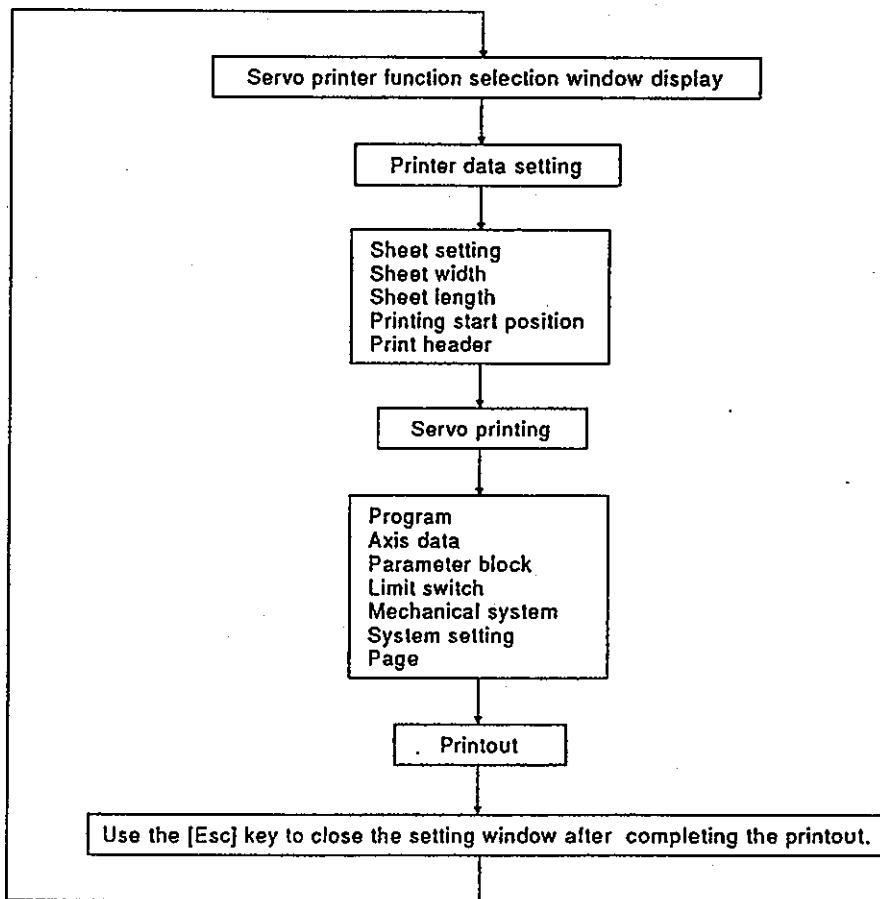 Servo printer function selection window display
Printer data setting
Sheet setting
Sheet width
Sheet length
Printing start position
Print header
Servo printing
Program
Axis data
Parameter block
Limit switch
Mechanical system
System setting
Page
Printout
Use the [Esc] key to close the setting window after completing the printout.